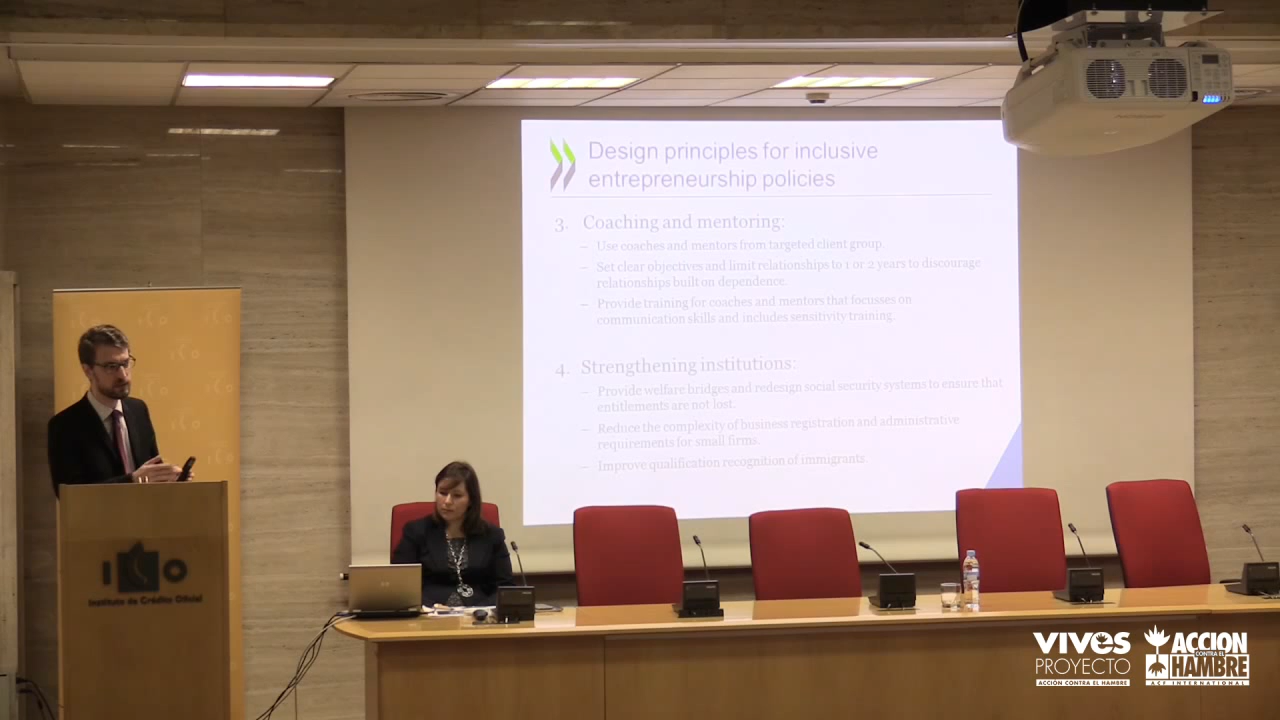 Design principles for inclusive
entrepreneurship policies
3. Coaching and mentoring:
– Use coaches and mentors from targeted client group.
– Set clear objectives and limit relationships to 1 or 2 years to discourage
relationships built on dependence.
– Provide training for coaches and mentors that focusses on
communication skills and includes sensitivity training.
4. Strengthening institutions:
– Provide welfare bridges and redesign social security systems to ensure that
entitlements are not lost.
– Reduce the complexity of business registration and administrative
requirements for small firms.
– Improve qualification recognition of immigrants.
ICO
Instituto de Crédito Oficial
VIVES
PROYECTO
ACCIÓN CONTRA EL HAMBRE
ACCION
CONTRA EL
HAMBRE
ACF INTERNATIONAL